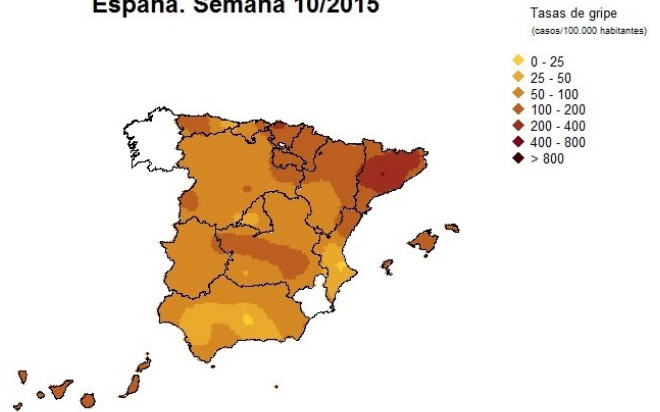 España. Semana 10/2015
Tasas de gripe
(casos/100.000 habitantes)
0 - 25
25 - 50
50 - 100
100 - 200
200 - 400
400 - 800
> 800